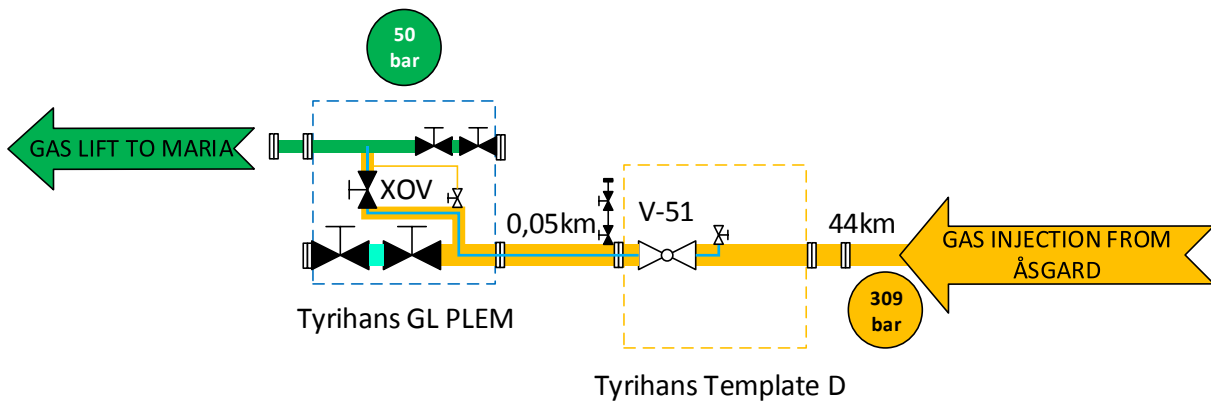 50
bar
GAS LIFT TO MARIA
XOV
0,05km
V-51
44km
GAS INJECTION FROM
ÅSGARD
309
bar
Tyrihans GL PLEM
Tyrihans Template D